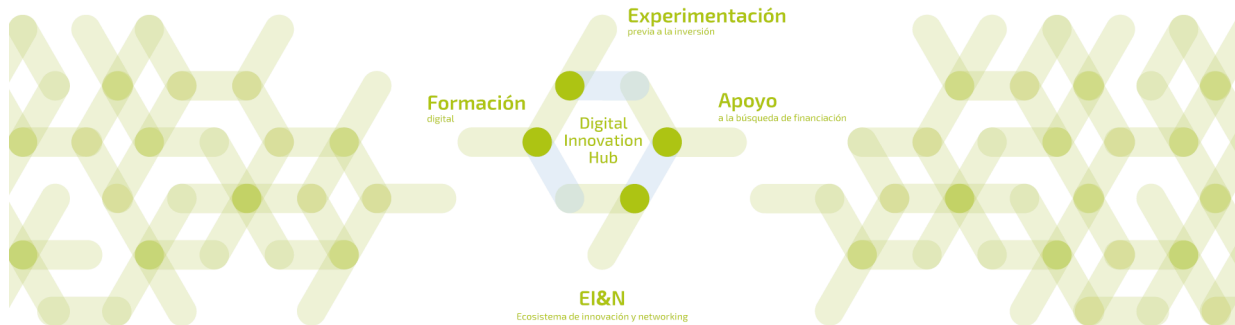 Experimentación
previa a la inversión
Formación
digital
Apoyo
a la búsqueda de financiación
Digital
Innovation
Hub
EI&N
Ecosistema de innovación y networking